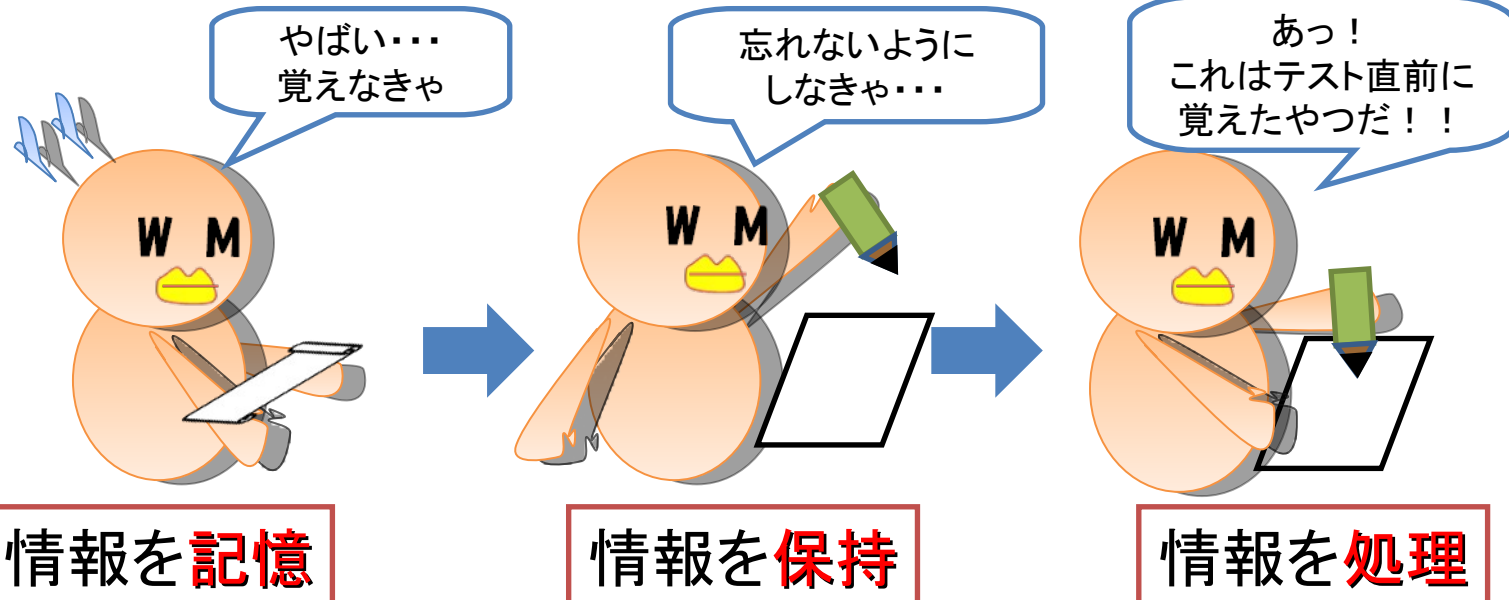 やばい・・・
覚えなきゃ
忘れないように
しなきゃ・・・
あっ！
これはテスト直前に
覚えたやつだ！！
W M
W M
W M
情報を記憶
情報を保持
情報を処理